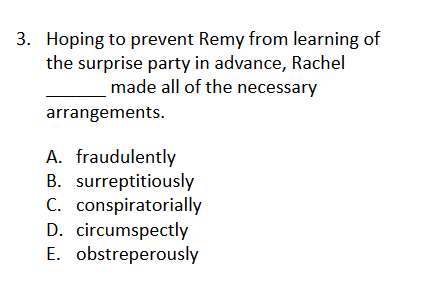 3. Hoping to prevent Remy from learning of
the surprise party in advance, Rachel
______ made all of the necessary
arrangements.
A. fraudulently
B. surreptitiously
C. conspiratorially
D. circumspectly
E. obstreperously